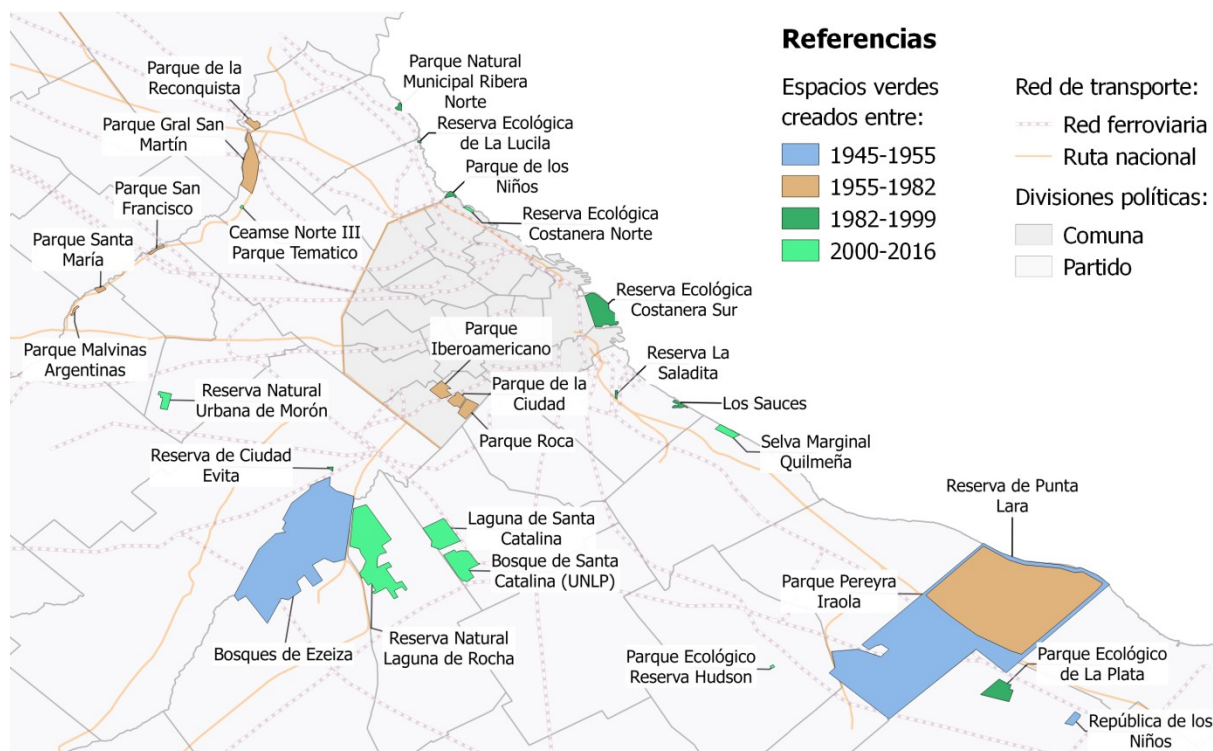 Referencias
Espacios verdes
creados entre:
1945-1955
1955-1982
1982-1999
2000-2016
Red de transporte:
Red ferroviaria
Ruta nacional
Divisiones políticas:
Comuna
Partido
Parque de la
Reconquista
Parque Gral San
Martín
Parque San
Francisco
Parque Santa
María
Parque Malvinas
Argentinas
Ceamse Norte III
Parque Tematico
Parque Natural
Municipal Ribera
Norte
Reserva Ecológica
de La Lucila
Parque de los
Niños
Reserva Ecológica
Costanera Norte
Reserva Ecológica
Costanera Sur
Parque
Iberoamericano
Parque de la
Ciudad
Parque Roca
Reserva La
Saladita
Los Sauces
Selva Marginal
Quilmeña
Reserva Natural
Urbana de Morón
Reserva de Ciudad
Evita
Laguna de Santa
Catalina
Bosque de Santa
Catalina (UNLP)
Bosques de Ezeiza
Reserva Natural
Laguna de Rocha
Reserva de Punta
Lara
Parque Pereyra
Iraola
Parque Ecológico
Reserva Hudson
Parque Ecológico
de La Plata
República de los
Niños